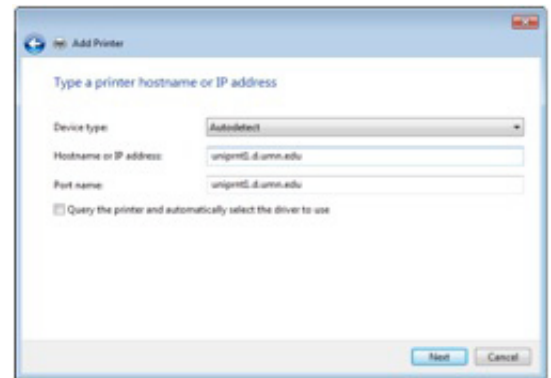 Add Printer
Type a printer hostname or IP address
Device type: Autodetect
Hostname or IP address: uniprnt1.d.umn.edu
Port name: uniprnt1.d.umn.edu
Query the printer and automatically select the driver to use
Next Cancel